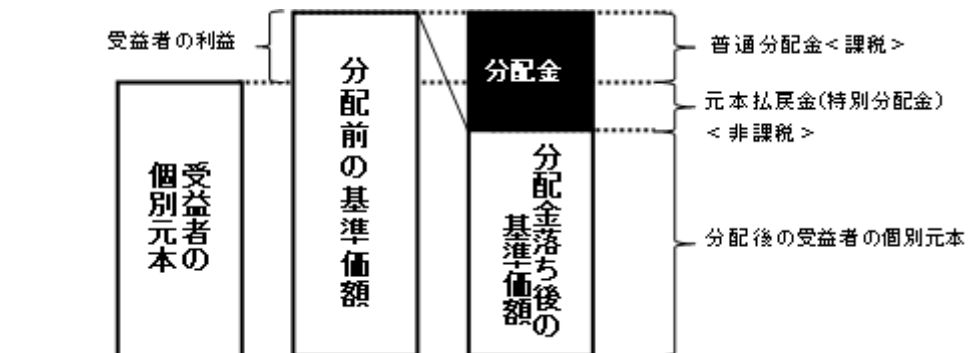 受益者の利益
受益者の
個別元本
分配前の基準価額
分配金
分配金落ち後の
基準価額
普通分配金<課税>
元本払戻金(特別分配金)
<非課税>
分配後の受益者の個別元本